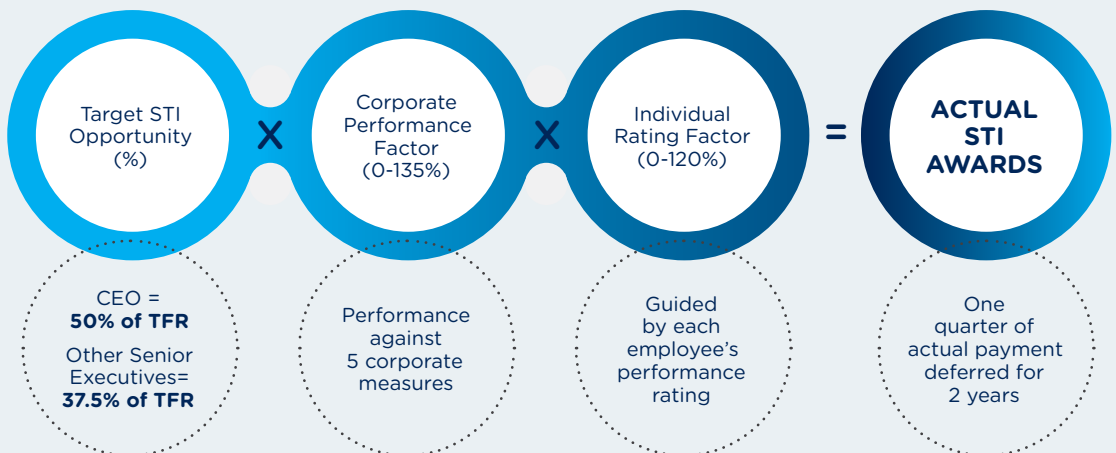 Target STI
Opportunity
(%)
X
Corporate
Performance
Factor
(0-135%)
X
Individual
Rating Factor
(0-120%)
=
ACTUAL
STI
AWARDS
CEO =
50% of TFR
Other Senior
Executives=
37.5% of TFR
Performance
against
5 corporate
measures
Guided
by each
employee's
performance
rating
One
quarter of
actual payment
deferred for
2 years